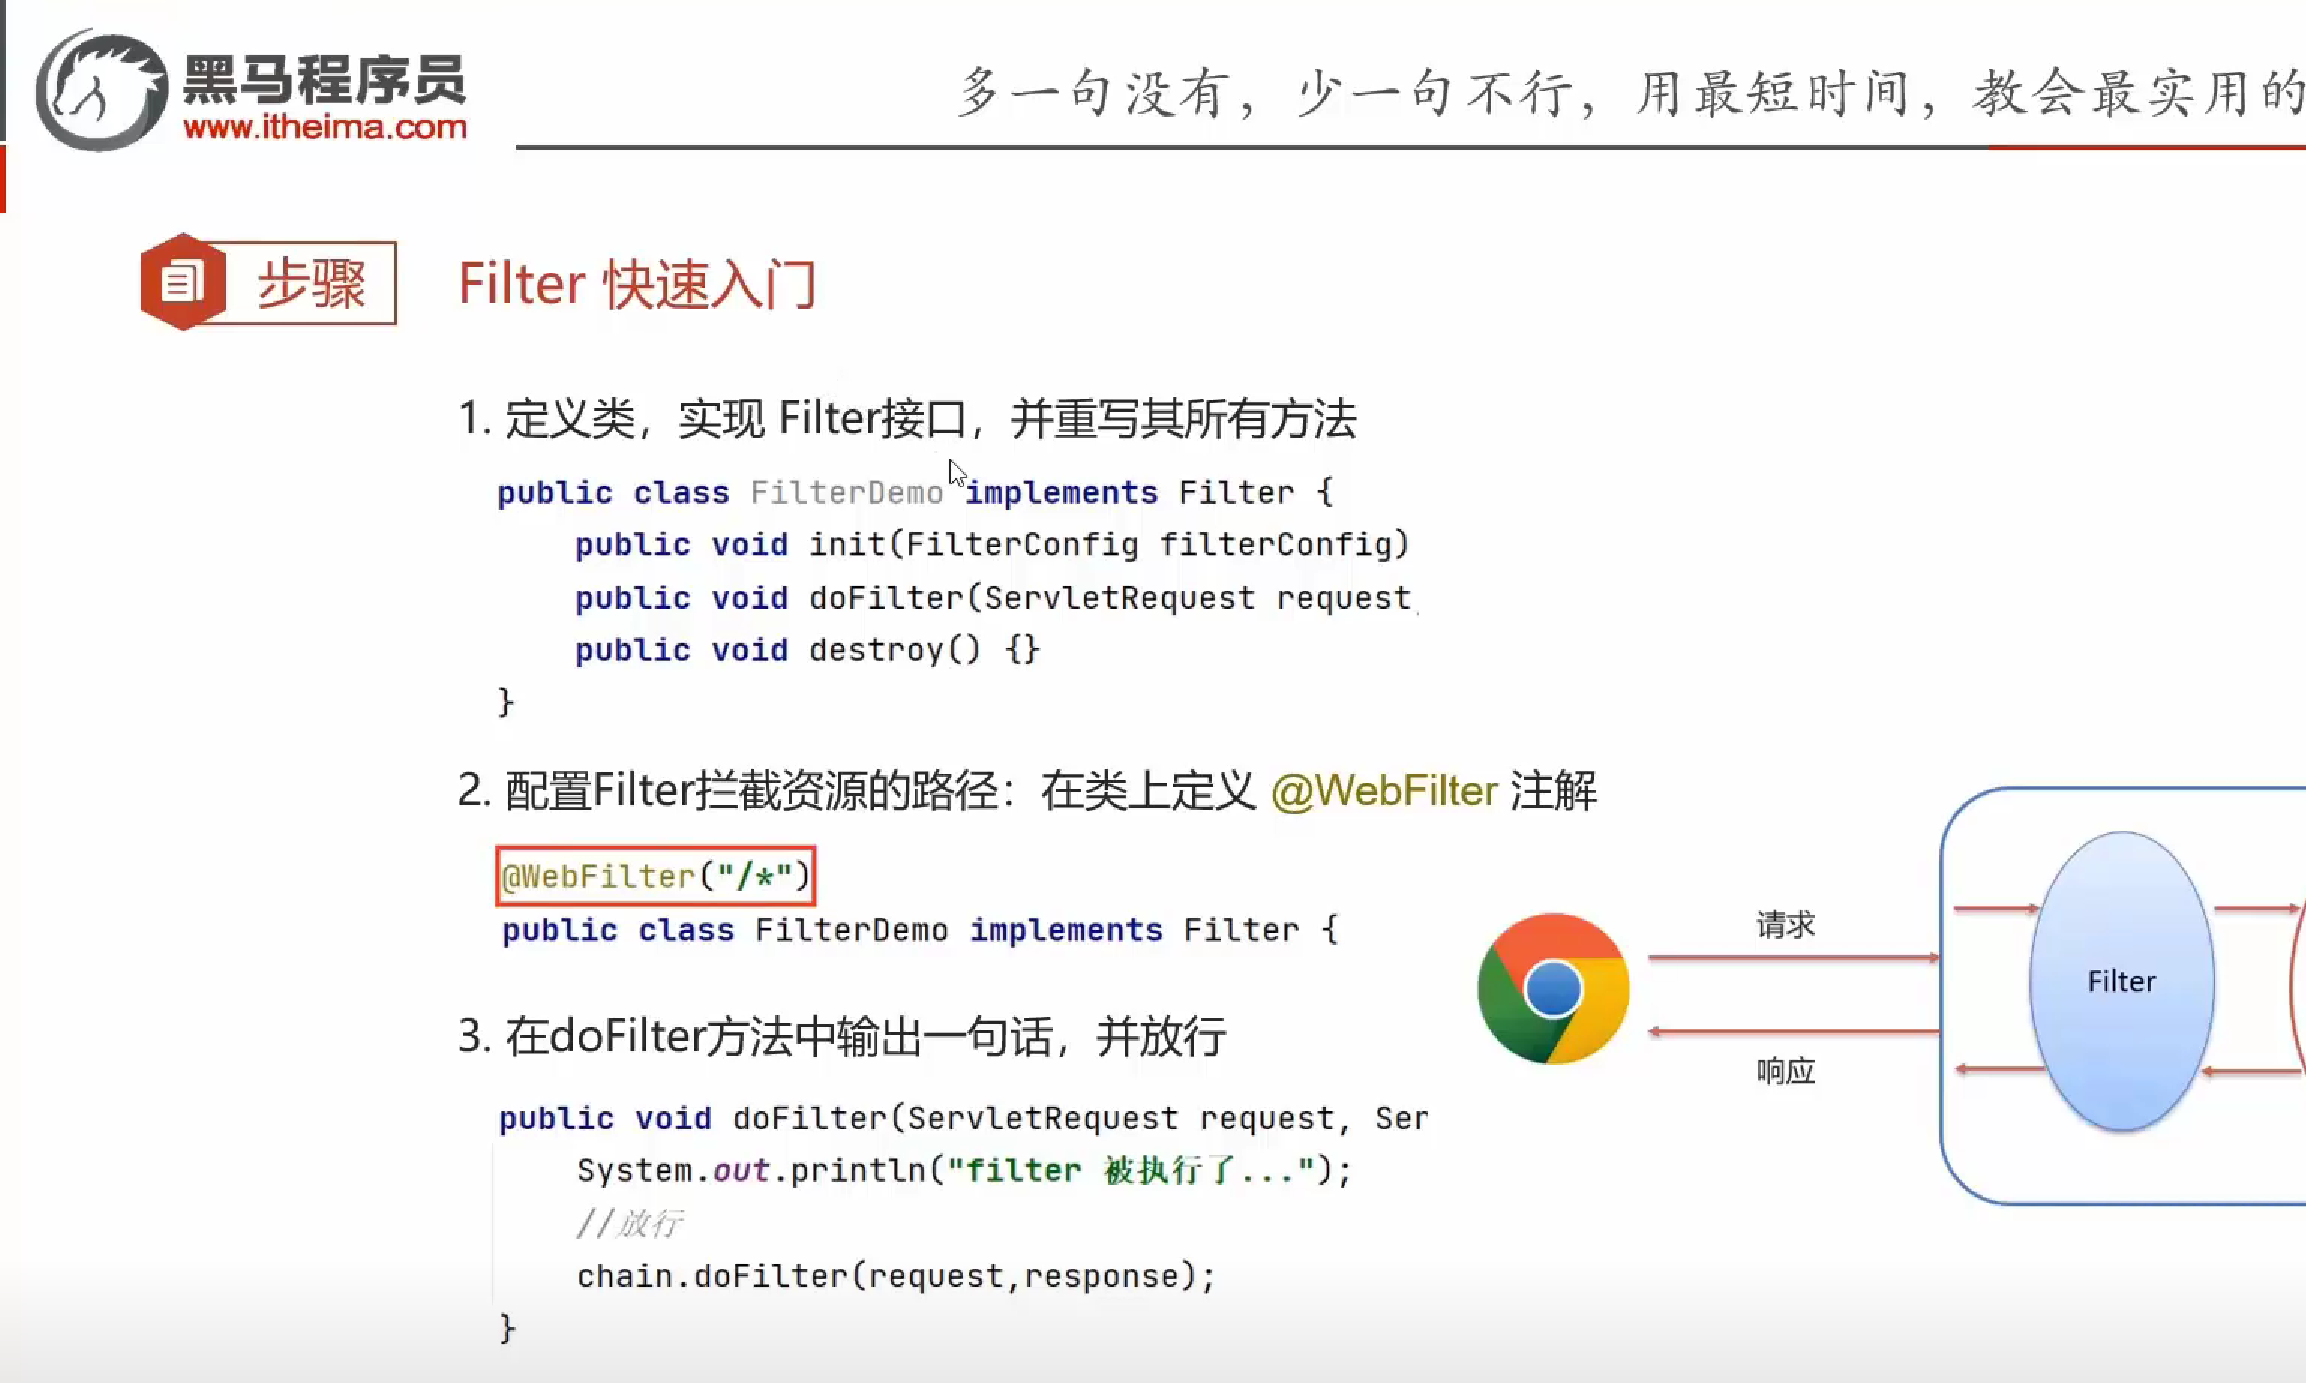 黑马程序员
www.itheima.com
多一句没有，少一句不行，用最短时间，教会最实用的
步骤
Filter 快速入门
1. 定义类，实现 Filter接口，并重写其所有方法
public class FilterDemo implements Filter {
public void init(FilterConfig filterConfig)
public void doFilter(ServletRequest request
public void destroy() {}
}
2. 配置Filter拦截资源的路径：在类上定义 @WebFilter 注解
@WebFilter("/*")
public class FilterDemo implements Filter {
3. 在doFilter方法中输出一句话，并放行
public void doFilter(ServletRequest request, Ser
System.out.println("filter 被执行了...");
//放行
chain.doFilter(request,response);
}
请求
响应
Filter